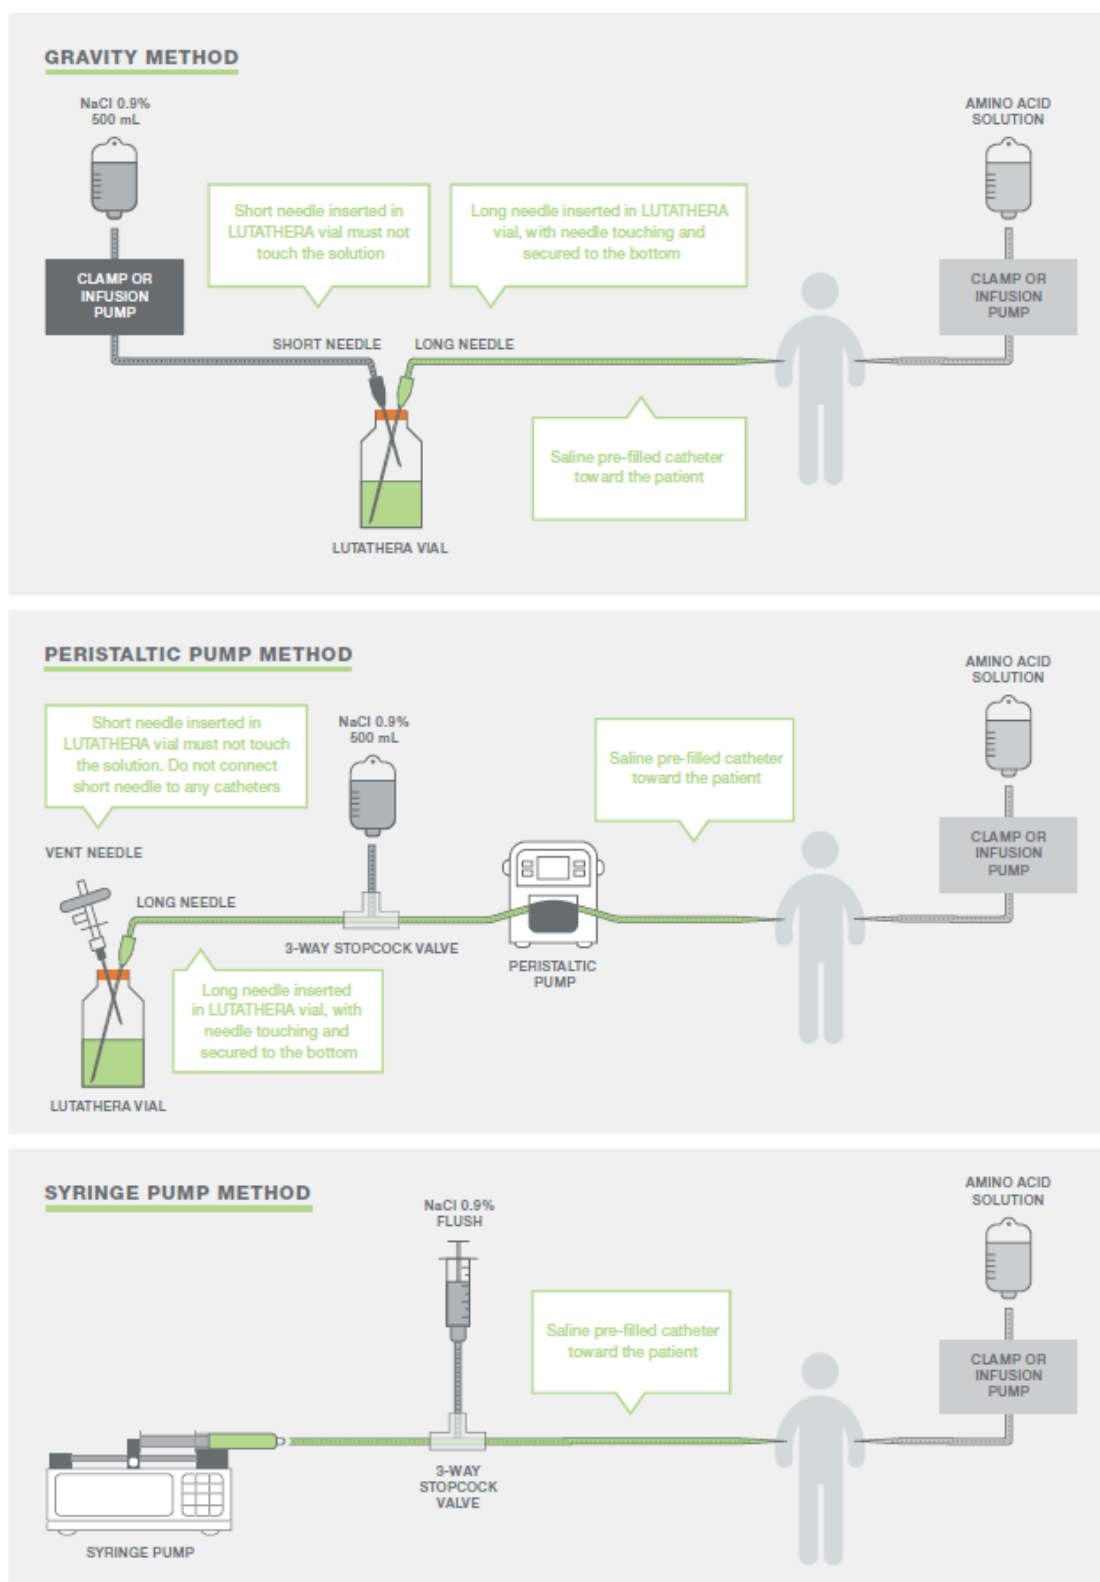 GRAVITY METHOD
NaCl 0.9%
500 mL
AMINO ACID
SOLUTION
Short needle inserted in
LUTATHERA vial must not
touch the solution
Long needle inserted in LUTATHERA
vial, with needle touching and
secured to the bottom
CLAMP OR
INFUSION
PUMP
CLAMP OR
INFUSION
PUMP
SHORT NEEDLE
LONG NEEDLE
Saline pre-filled catheter
toward the patient
LUTATHERA VIAL
PERISTALTIC PUMP METHOD
AMINO ACID
SOLUTION
Short needle inserted in
LUTATHERA vial must not touch
the solution. Do not connect
short needle to any catheters
NaCl 0.9%
500 mL
Saline pre-filled catheter
toward the patient
CLAMP OR
INFUSION
PUMP
VENT NEEDLE
LONG NEEDLE
3-WAY STOPCOCK VALVE
PERISTALTIC
PUMP
Long needle inserted
in LUTATHERA vial, with
needle touching and
secured to the bottom
LUTATHERA VIAL
SYRINGE PUMP METHOD
NaCl 0.9%
FLUSH
AMINO ACID
SOLUTION
Saline pre-filled catheter
toward the patient
CLAMP OR
INFUSION
PUMP
3-WAY
STOPCOCK
VALVE
SYRINGE PUMP